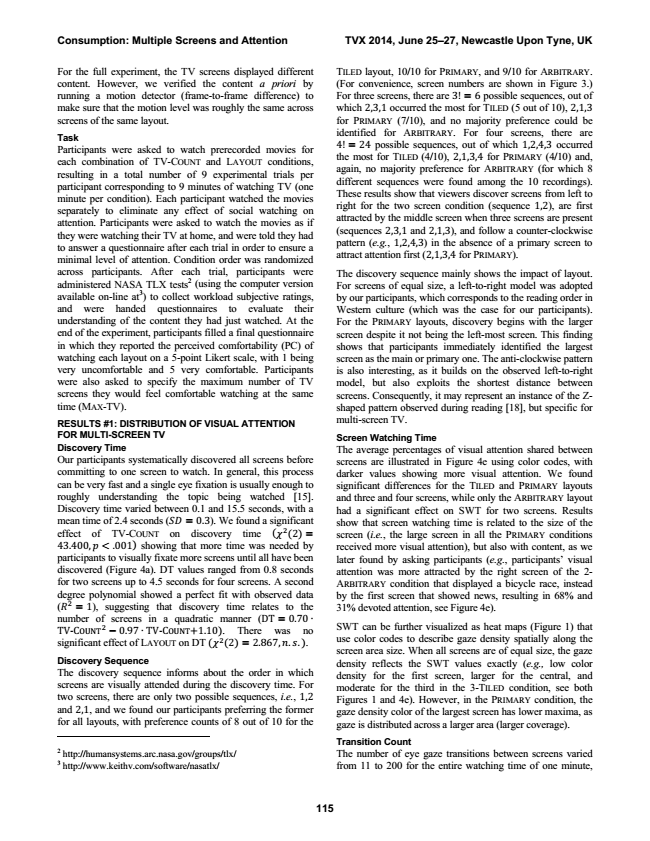 Consumption: Multiple Screens and Attention
TVX 2014, June 25–27, Newcastle Upon Tyne, UK
For the full experiment, the TV screens displayed different
content. However, we verified the content a priori by
running a motion detector (frame-to-frame difference) to
make sure that the motion level was roughly the same across
screens of the same layout.
Task
Participants were asked to watch prerecorded movies for
each combination of TV-COUNT and LAYOUT conditions,
resulting in a total number of 9 experimental trials per
participant corresponding to 9 minutes of watching TV (one
minute per condition). Each participant watched the movies
separately to eliminate any effect of social watching on
attention. Participants were asked to watch the movies as if
they were watching their TV at home, and were told they had
to answer a questionnaire after each trial in order to ensure a
minimal level of attention. Condition order was randomized
across participants. After each trial, participants were
administered NASA TLX tests² (using the computer version
available on-line at³) to collect workload subjective ratings,
and were handed questionnaires to evaluate their
understanding of the content they had just watched. At the
end of the experiment, participants filled a final questionnaire
in which they reported the perceived comfortability (PC) of
watching each layout on a 5-point Likert scale, with 1 being
very uncomfortable and 5 very comfortable. Participants
were also asked to specify the maximum number of TV
screens they would feel comfortable watching at the same
time (MAX-TV).
RESULTS #1: DISTRIBUTION OF VISUAL ATTENTION
FOR MULTI-SCREEN TV
Discovery Time
Our participants systematically discovered all screens before
committing to one screen to watch. In general, this process
can be very fast and a single eye fixation is usually enough to
roughly understanding the topic being watched [15].
Discovery time varied between 0.1 and 15.5 seconds, with a
mean time of 2.4 seconds (SD = 0.3). We found a significant
effect of TV-COUNT on discovery time (χ²(2) =
43.400, p < .001) showing that more time was needed by
participants to visually fixate more screens until all have been
discovered (Figure 4a). DT values ranged from 0.8 seconds
for two screens up to 4.5 seconds for four screens. A second
degree polynomial showed a perfect fit with observed data
(R² = 1), suggesting that discovery time relates to the
number of screens in a quadratic manner (DT = 0.70 ·
TV-COUNT² − 0.97 · TV-COUNT+1.10). There was no
significant effect of LAYOUT on DT (χ²(2) = 2.867, n. s. ).
Discovery Sequence
The discovery sequence informs about the order in which
screens are visually attended during the discovery time. For
two screens, there are only two possible sequences, i.e., 1,2
and 2,1, and we found our participants preferring the former
for all layouts, with preference counts of 8 out of 10 for the
² http://humansystems.arc.nasa.gov/groups/tlx/
³ http://www.keithv.com/software/nasatlx/
TILED layout, 10/10 for PRIMARY, and 9/10 for ARBITRARY.
(For convenience, screen numbers are shown in Figure 3.)
For three screens, there are 3! = 6 possible sequences, out of
which 2,3,1 occurred the most for TILED (5 out of 10), 2,1,3
for PRIMARY (7/10), and no majority preference could be
identified for ARBITRARY. For four screens, there are
4! = 24 possible sequences, out of which 1,2,4,3 occurred
the most for TILED (4/10), 2,1,3,4 for PRIMARY (4/10) and,
again, no majority preference for ARBITRARY (for which 8
different sequences were found among the 10 recordings).
These results show that viewers discover screens from left to
right for the two screen condition (sequence 1,2), are first
attracted by the middle screen when three screens are present
(sequences 2,3,1 and 2,1,3), and follow a counter-clockwise
pattern (e.g., 1,2,4,3) in the absence of a primary screen to
attract attention first (2,1,3,4 for PRIMARY).
The discovery sequence mainly shows the impact of layout.
For screens of equal size, a left-to-right model was adopted
by our participants, which corresponds to the reading order in
Western culture (which was the case for our participants).
For the PRIMARY layouts, discovery begins with the larger
screen despite it not being the left-most screen. This finding
shows that participants immediately identified the largest
screen as the main or primary one. The anti-clockwise pattern
is also interesting, as it builds on the observed left-to-right
model, but also exploits the shortest distance between
screens. Consequently, it may represent an instance of the Z-
shaped pattern observed during reading [18], but specific for
multi-screen TV.
Screen Watching Time
The average percentages of visual attention shared between
screens are illustrated in Figure 4e using color codes, with
darker values showing more visual attention. We found
significant differences for the TILED and PRIMARY layouts
and three and four screens, while only the ARBITRARY layout
had a significant effect on SWT for two screens. Results
show that screen watching time is related to the size of the
screen (i.e., the large screen in all the PRIMARY conditions
received more visual attention), but also with content, as we
later found by asking participants (e.g., participants’ visual
attention was more attracted by the right screen of the 2-
ARBITRARY condition that displayed a bicycle race, instead
by the first screen that showed news, resulting in 68% and
31% devoted attention, see Figure 4e).
SWT can be further visualized as heat maps (Figure 1) that
use color codes to describe gaze density spatially along the
screen area size. When all screens are of equal size, the gaze
density reflects the SWT values exactly (e.g., low color
density for the first screen, larger for the central, and
moderate for the third in the 3-TILED condition, see both
Figures 1 and 4e). However, in the PRIMARY condition, the
gaze density color of the largest screen has lower maxima, as
gaze is distributed across a larger area (larger coverage).
Transition Count
The number of eye gaze transitions between screens varied
from 11 to 200 for the entire watching time of one minute,
115